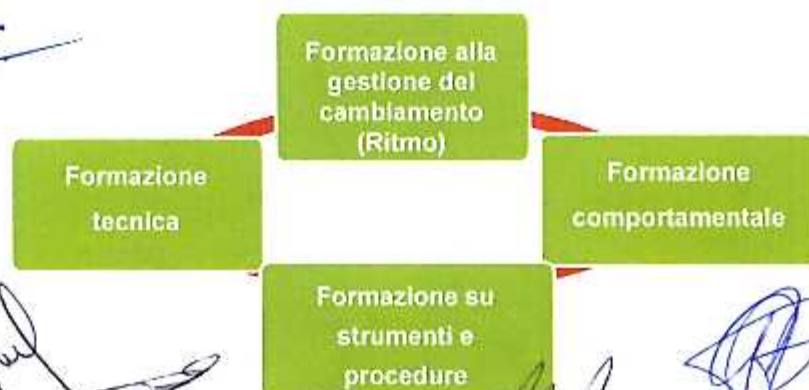 Formazione alla
gestione del
cambiamento
(Ritmo)
Formazione
tecnica
Formazione
comportamentale
Formazione su
strumenti e
procedure